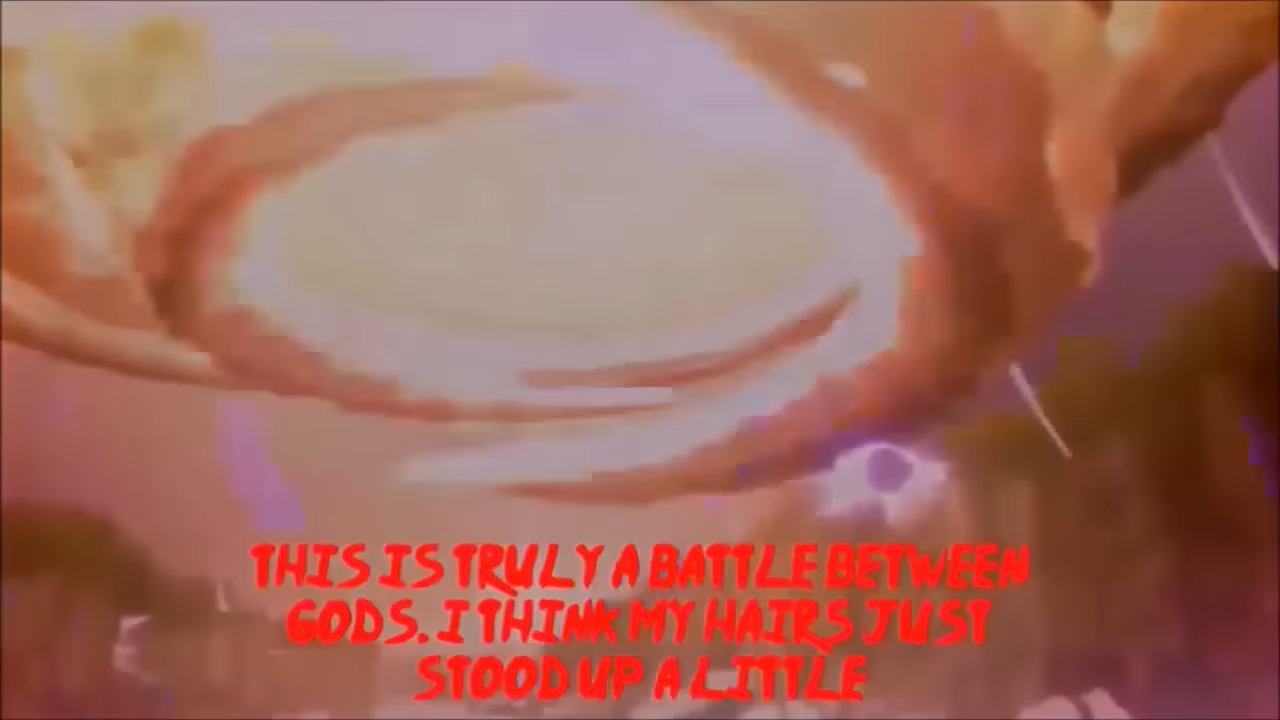 THIS IS TRULY A BATTLE BETWEEN
GODS. I THINK MY HAIRS JUST
STOOD UP A LITTLE